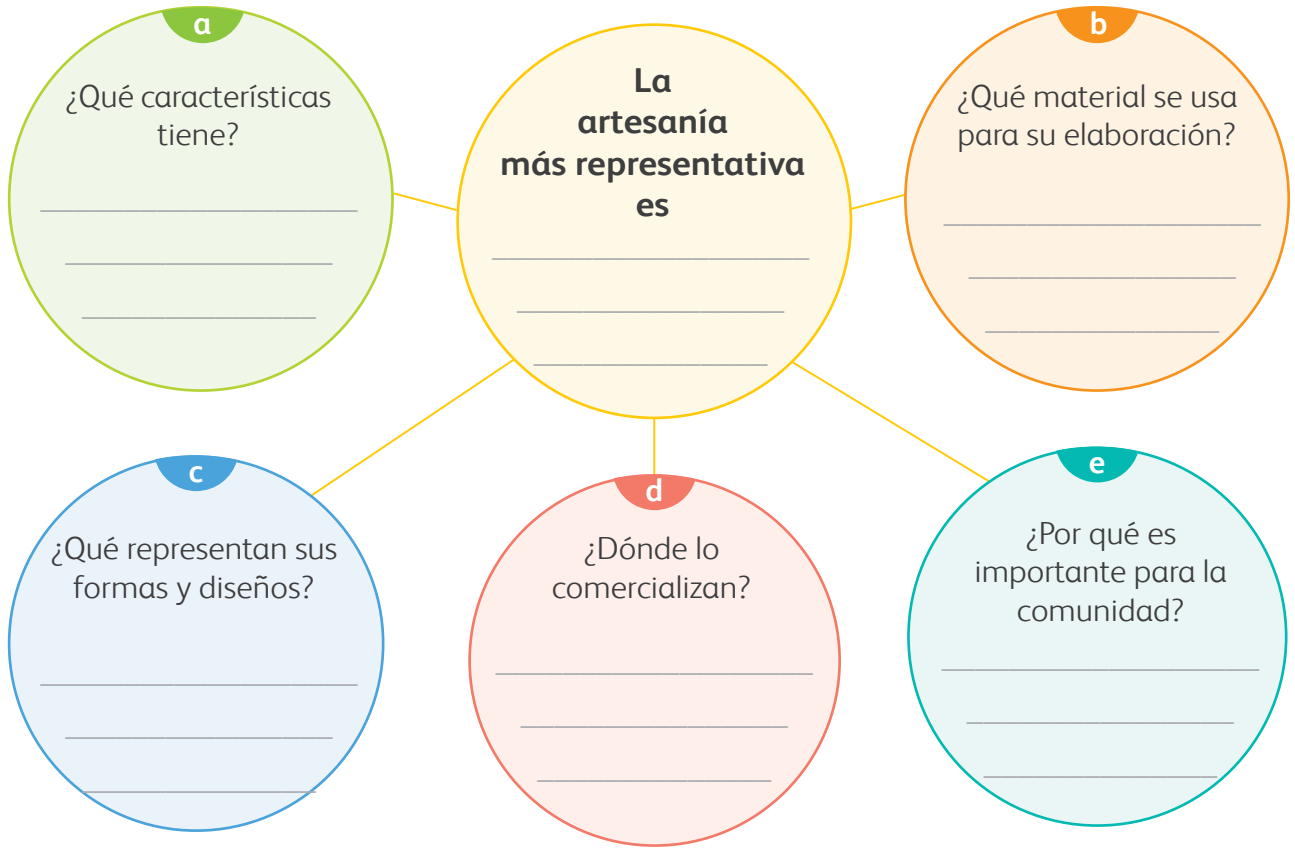 a
¿Qué características
tiene?
La
artesanía
más representativa
es
b
¿Qué material se usa
para su elaboración?
c
¿Qué representan sus
formas y diseños?
d
¿Dónde lo
comercializan?
e
¿Por qué es
importante para la
comunidad?